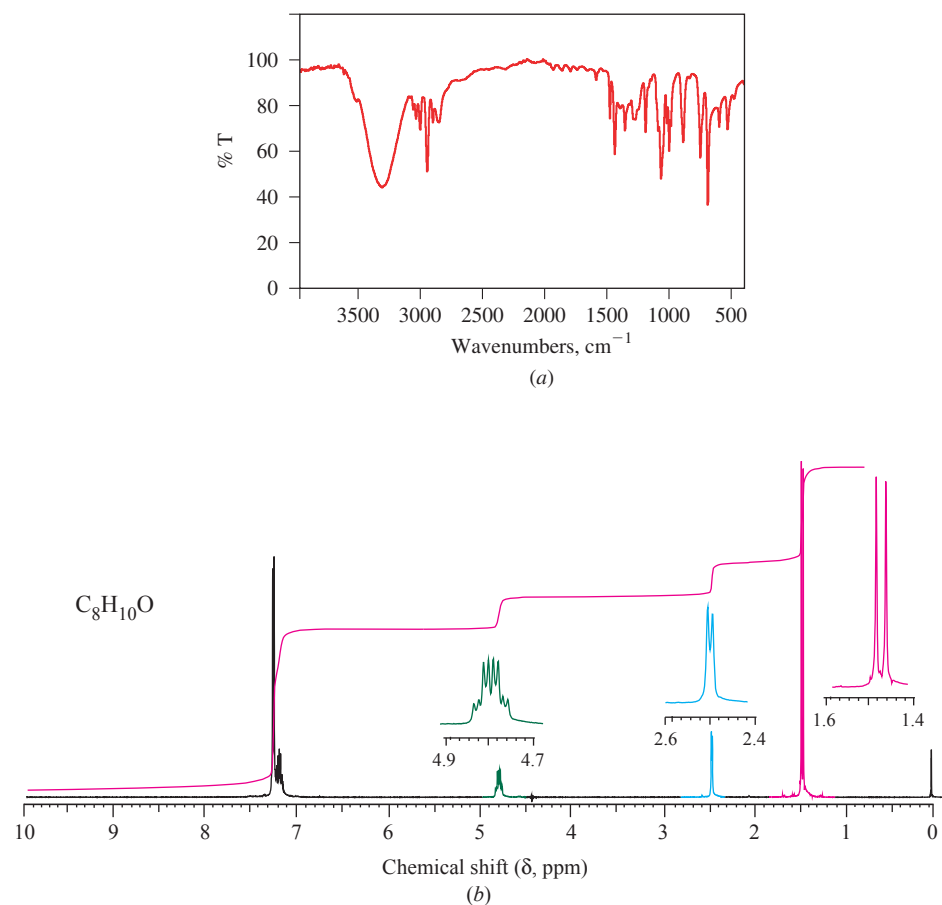 % T
100
80
60
40
20
0
3500 3000 2500 2000 1500 1000 500
Wavenumbers, cm−1
(a)
C8H10O
4.9 4.7
2.6 2.4
1.6 1.4
10 9 8 7 6 5 4 3 2 1 0
Chemical shift (δ, ppm)
(b)